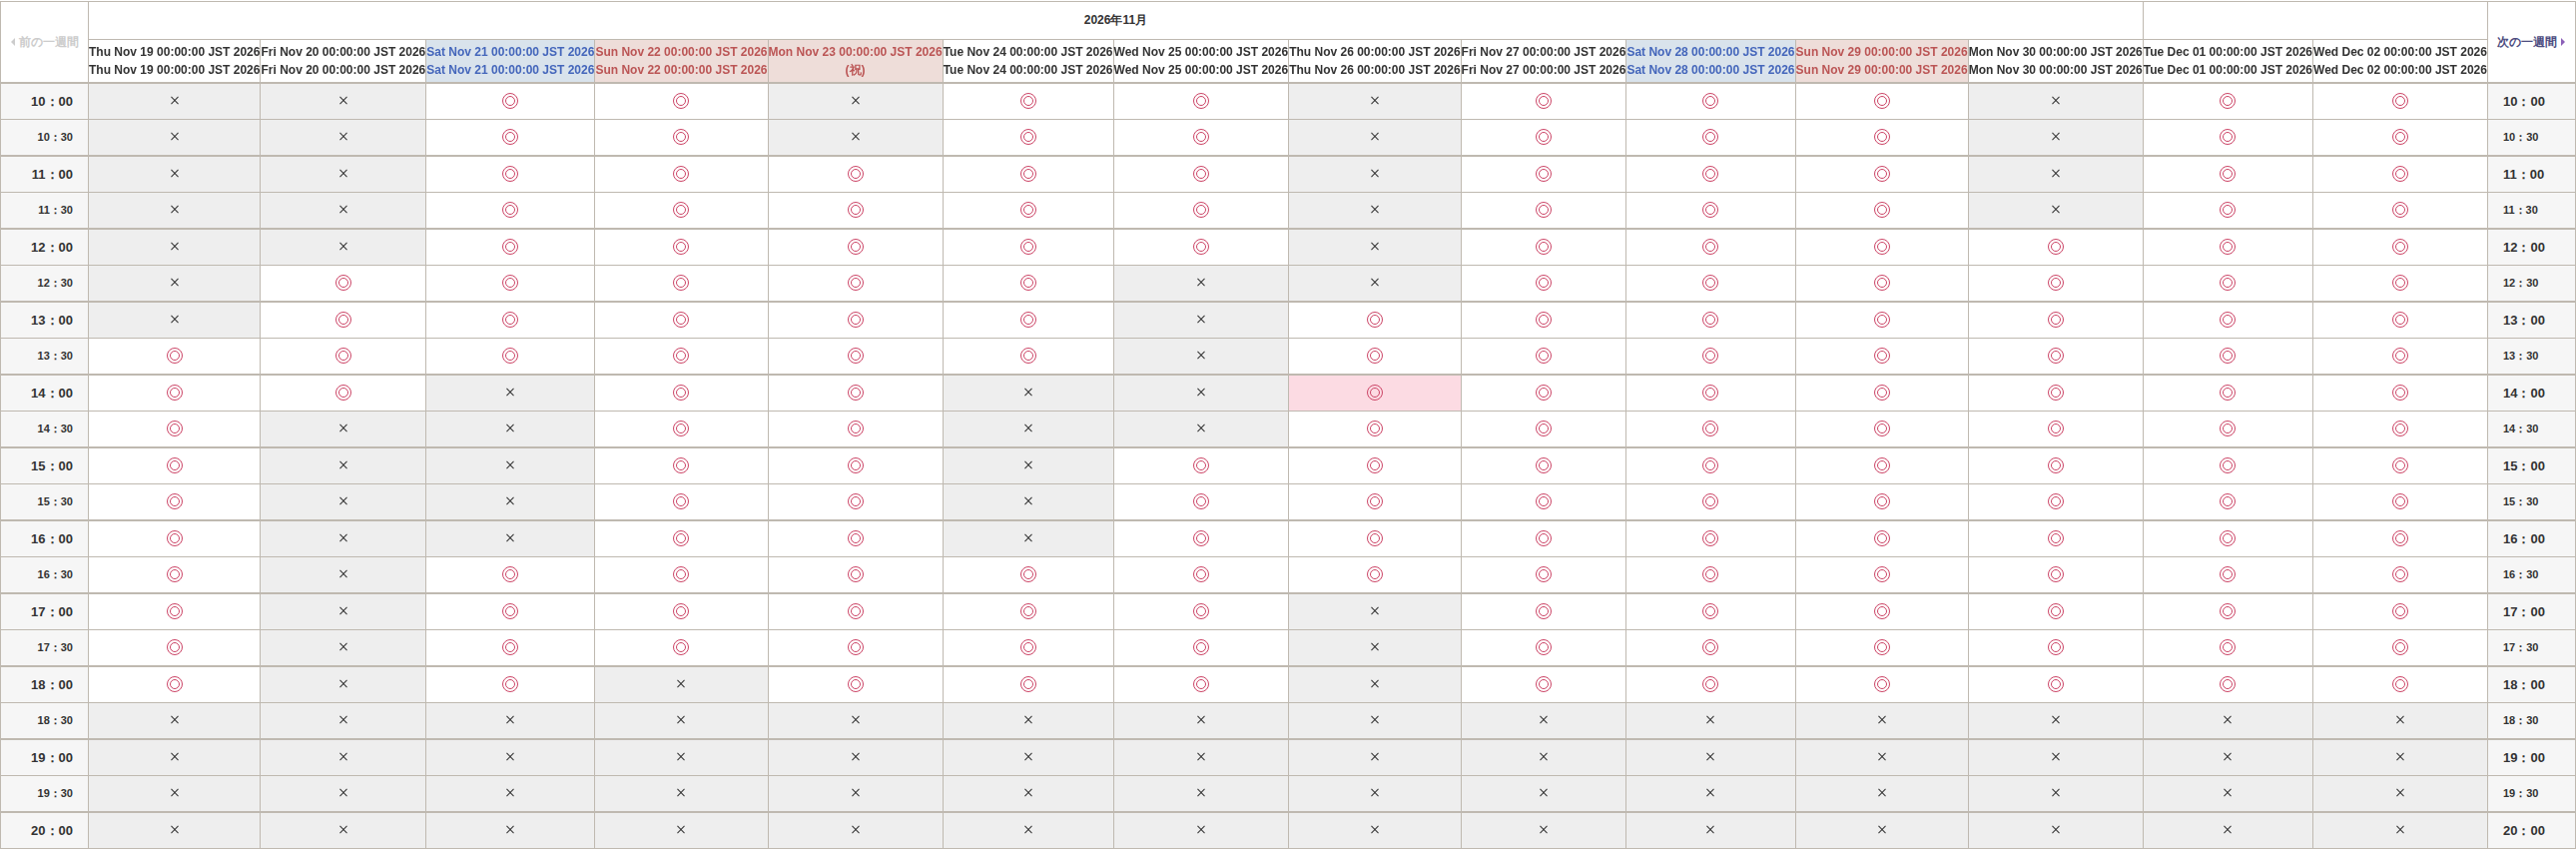 2026年11月
前の一週間
次の一週間
Thu Nov 19 00:00:00 JST 2026 Fri Nov 20 00:00:00 JST 2026 Sat Nov 21 00:00:00 JST 2026 Sun Nov 22 00:00:00 JST 2026 Mon Nov 23 00:00:00 JST 2026 Tue Nov 24 00:00:00 JST 2026 Wed Nov 25 00:00:00 JST 2026 Thu Nov 26 00:00:00 JST 2026 Fri Nov 27 00:00:00 JST 2026 Sat Nov 28 00:00:00 JST 2026 Sun Nov 29 00:00:00 JST 2026 Mon Nov 30 00:00:00 JST 2026 Tue Dec 01 00:00:00 JST 2026 Wed Dec 02 00:00:00 JST 2026
Thu Nov 19 00:00:00 JST 2026 Fri Nov 20 00:00:00 JST 2026 Sat Nov 21 00:00:00 JST 2026 Sun Nov 22 00:00:00 JST 2026 (祝) Tue Nov 24 00:00:00 JST 2026 Wed Nov 25 00:00:00 JST 2026 Thu Nov 26 00:00:00 JST 2026 Fri Nov 27 00:00:00 JST 2026 Sat Nov 28 00:00:00 JST 2026 Sun Nov 29 00:00:00 JST 2026 Mon Nov 30 00:00:00 JST 2026 Tue Dec 01 00:00:00 JST 2026 Wed Dec 02 00:00:00 JST 2026
10：00 × × ◎ ◎ × ◎ ◎ × ◎ ◎ ◎ × ◎ ◎ 10：00
10：30 × × ◎ ◎ × ◎ ◎ × ◎ ◎ ◎ × ◎ ◎ 10：30
11：00 × × ◎ ◎ ◎ ◎ ◎ × ◎ ◎ ◎ × ◎ ◎ 11：00
11：30 × × ◎ ◎ ◎ ◎ ◎ × ◎ ◎ ◎ × ◎ ◎ 11：30
12：00 × × ◎ ◎ ◎ ◎ ◎ × ◎ ◎ ◎ ◎ ◎ ◎ 12：00
12：30 × ◎ ◎ ◎ ◎ ◎ × × ◎ ◎ ◎ ◎ ◎ ◎ 12：30
13：00 × ◎ ◎ ◎ ◎ ◎ × ◎ ◎ ◎ ◎ ◎ ◎ ◎ 13：00
13：30 ◎ ◎ ◎ ◎ ◎ ◎ × ◎ ◎ ◎ ◎ ◎ ◎ ◎ 13：30
14：00 ◎ ◎ × ◎ ◎ × × ◎ ◎ ◎ ◎ ◎ ◎ ◎ 14：00
14：30 ◎ × × ◎ ◎ × × ◎ ◎ ◎ ◎ ◎ ◎ ◎ 14：30
15：00 ◎ × × ◎ ◎ × ◎ ◎ ◎ ◎ ◎ ◎ ◎ ◎ 15：00
15：30 ◎ × × ◎ ◎ × ◎ ◎ ◎ ◎ ◎ ◎ ◎ ◎ 15：30
16：00 ◎ × × ◎ ◎ × ◎ ◎ ◎ ◎ ◎ ◎ ◎ ◎ 16：00
16：30 ◎ × ◎ ◎ ◎ ◎ ◎ ◎ ◎ ◎ ◎ ◎ ◎ ◎ 16：30
17：00 ◎ × ◎ ◎ ◎ ◎ ◎ × ◎ ◎ ◎ ◎ ◎ ◎ 17：00
17：30 ◎ × ◎ ◎ ◎ ◎ ◎ × ◎ ◎ ◎ ◎ ◎ ◎ 17：30
18：00 ◎ × ◎ × ◎ ◎ ◎ × ◎ ◎ ◎ ◎ ◎ ◎ 18：00
18：30 × × × × × × × × × × × × × × 18：30
19：00 × × × × × × × × × × × × × × 19：00
19：30 × × × × × × × × × × × × × × 19：30
20：00 × × × × × × × × × × × × × × 20：00